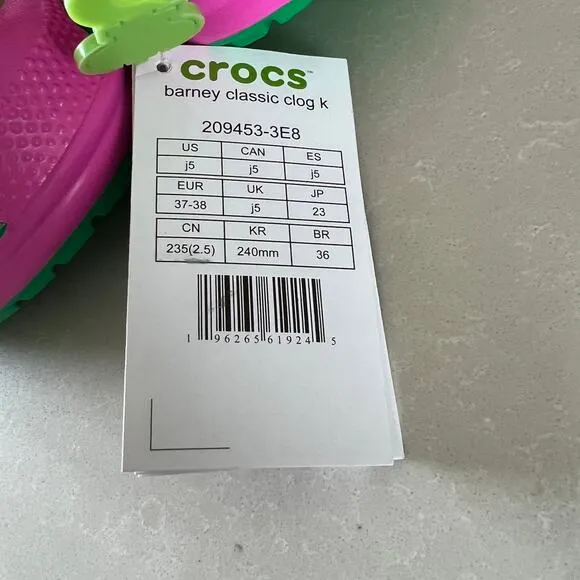 crocs™
barney classic clog k
209453-3E8
US CAN ES
j5 j5 j5
EUR UK JP
37-38 j5 23
CN KR BR
235(2.5) 240mm 36
1 96265 61924 5